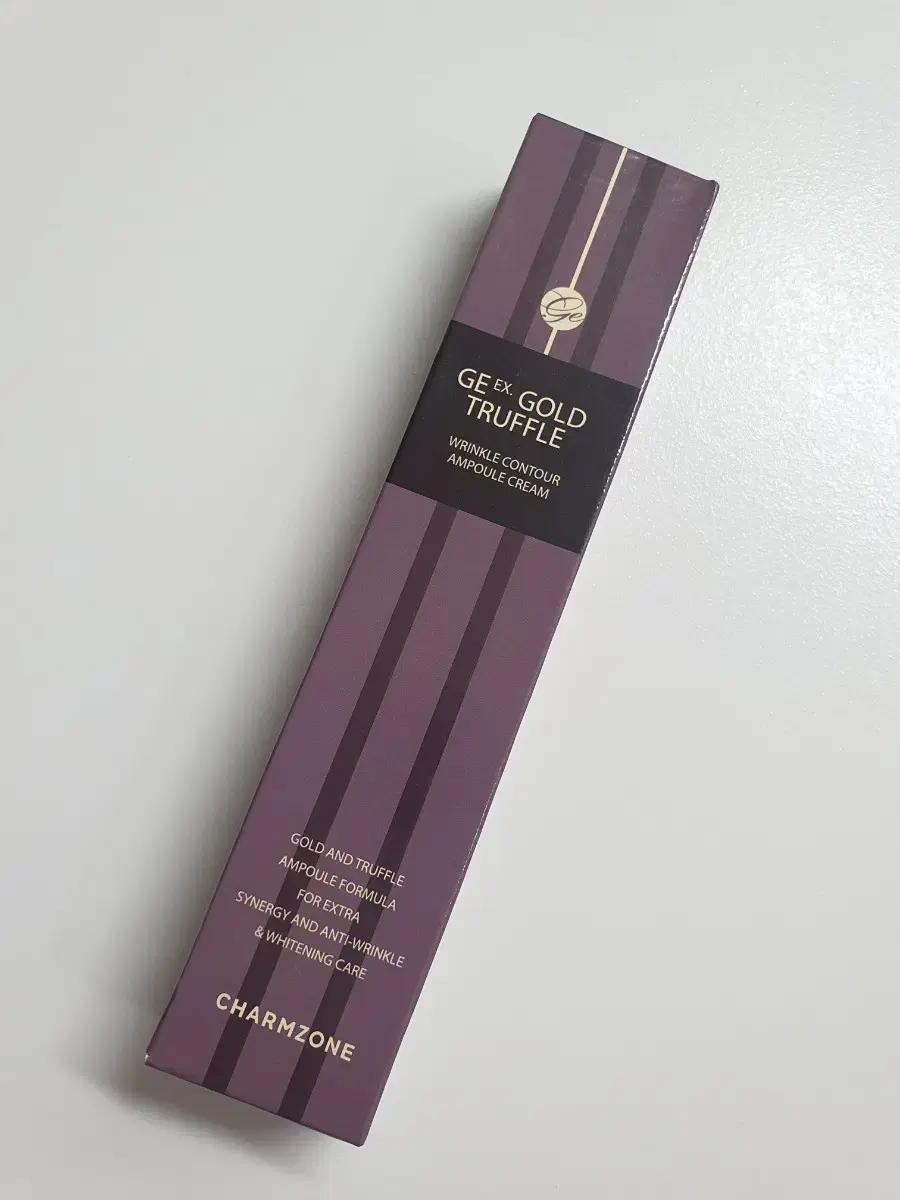 Ge
GE EX. GOLD
TRUFFLE
WRINKLE CONTOUR
AMPOULE CREAM
GOLD AND TRUFFLE
AMPOULE FORMULA
FOR EXTRA
SYNERGY AND ANTI-WRINKLE
& WHITENING CARE
CHARMZONE